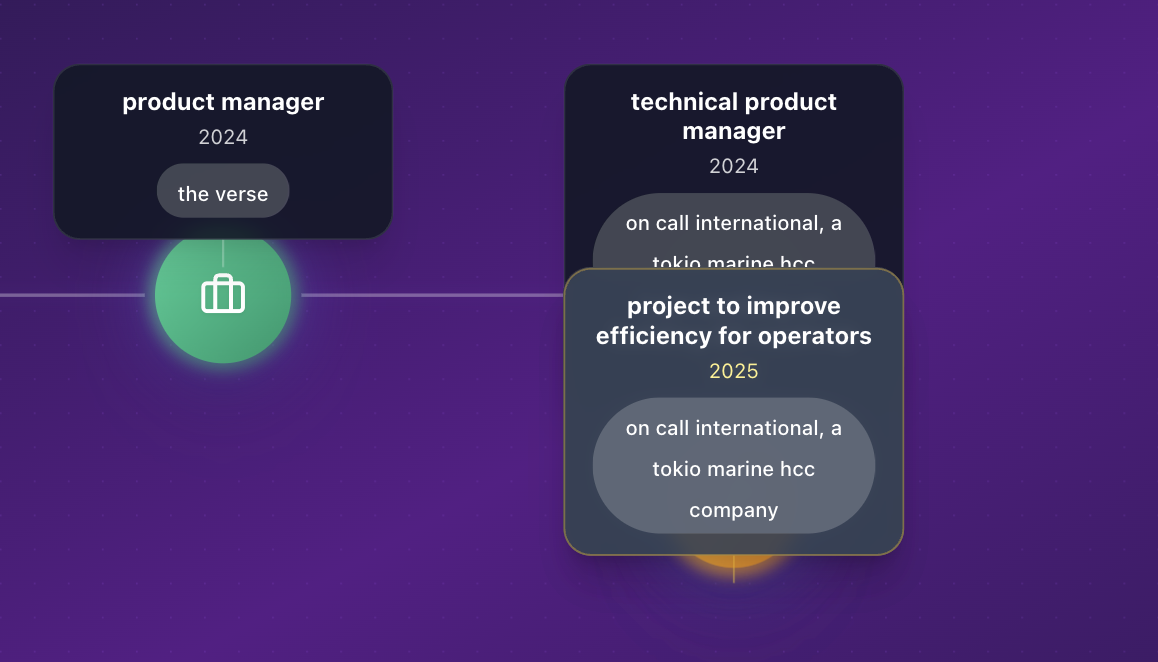 product manager
2024
the verse
technical product
manager
2024
on call international, a
tokio marine hcc
project to improve
efficiency for operators
2025
on call international, a
tokio marine hcc
company